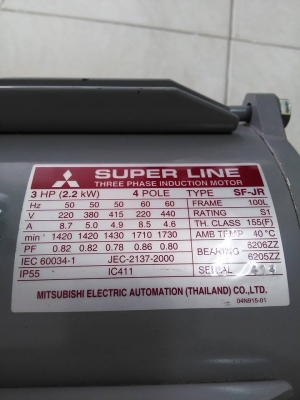 SUPER LINE
THREE PHASE INDUCTION MOTOR
3 HP (2.2 kW) 4 POLE TYPE SF-JR
Hz 50 50 50 60 60 FRAME 100L
V 220 380 415 220 440 RATING S1
A 8.7 5.0 4.9 8.5 4.6 TH. CLASS 155(F)
min 1420 1420 1430 1710 1730 AMB TEMP 40°C
PF 0.82 0.82 0.78 0.86 0.80 BEARING 6206ZZ
6205ZZ
IEC 60034-1 JEC-2137-2000
IP55 IC411 SERIAL
MITSUBISHI ELECTRIC AUTOMATION (THAILAND) CO.,LTD.
04N915-01